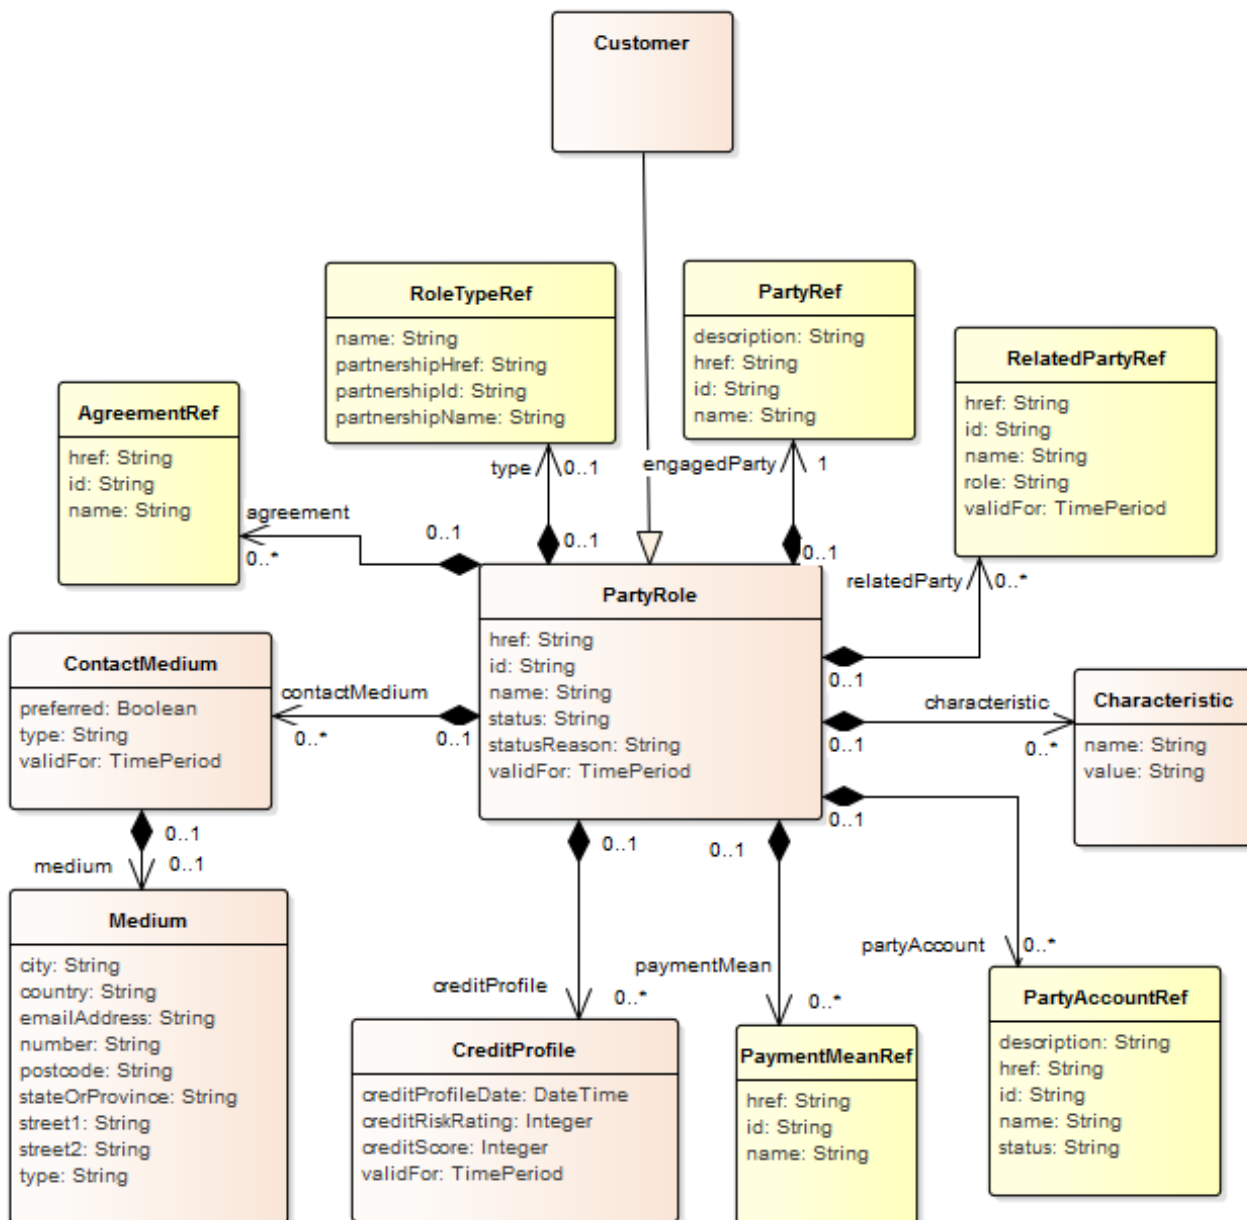 Customer
RoleTypeRef
name: String
partnershipHref: String
partnershipId: String
partnershipName: String
PartyRef
description: String
href: String
id: String
name: String
RelatedPartyRef
href: String
id: String
name: String
role: String
validFor: TimePeriod
AgreementRef
href: String
id: String
name: String
type
0..1
engagedParty
1
agreement
0..1
0..*
0..1
0..1
relatedParty
0..*
PartyRole
href: String
id: String
name: String
status: String
statusReason: String
validFor: TimePeriod
0..1
ContactMedium
preferred: Boolean
type: String
validFor: TimePeriod
contactMedium
0..*
0..1
characteristic
0..1
0..*
Characteristic
name: String
value: String
0..1
0..1
medium
0..1
0..1
0..1
Medium
city: String
country: String
emailAddress: String
number: String
postcode: String
stateOrProvince: String
street1: String
street2: String
type: String
creditProfile
0..*
paymentMean
0..*
partyAccount
0..*
CreditProfile
creditProfileDate: DateTime
creditRiskRating: Integer
creditScore: Integer
validFor: TimePeriod
PaymentMeanRef
href: String
id: String
name: String
PartyAccountRef
description: String
href: String
id: String
name: String
status: String